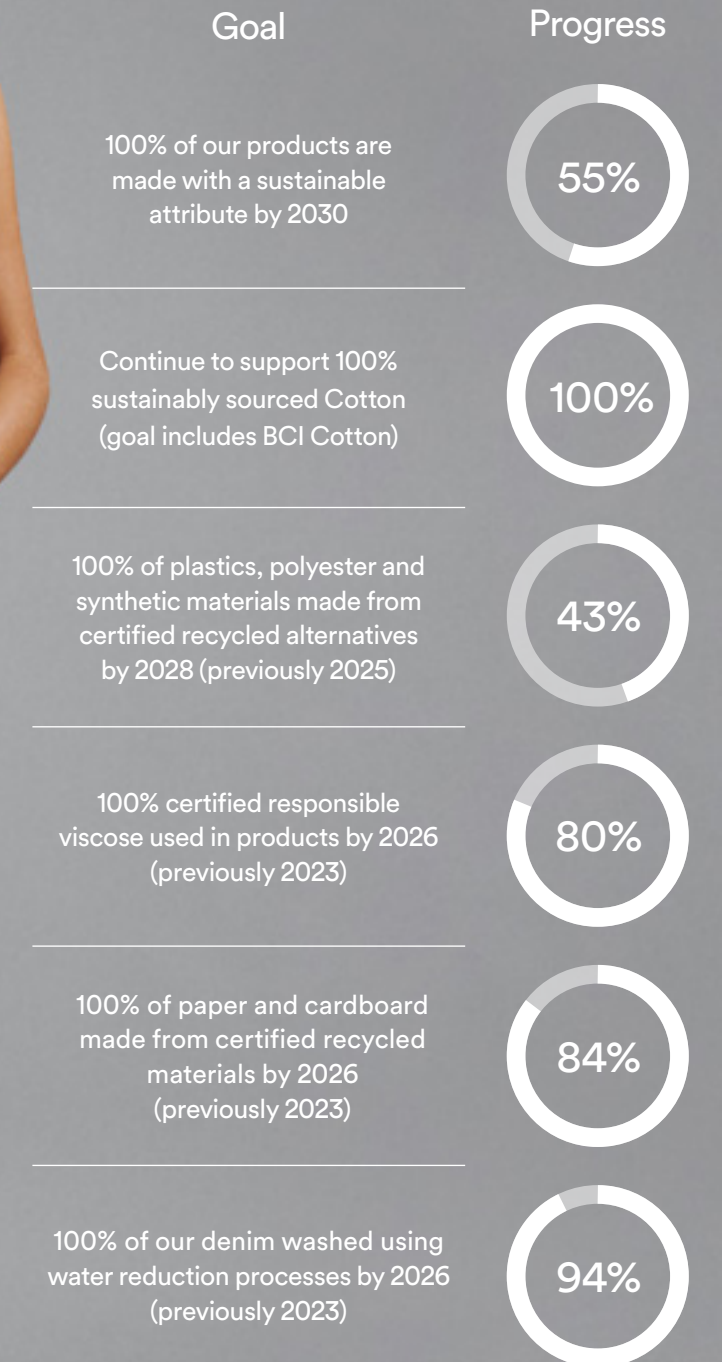 Goal
Progress
100% of our products are
made with a sustainable
attribute by 2030
55%
Continue to support 100%
sustainably sourced Cotton
(goal includes BCI Cotton)
100%
100% of plastics, polyester and
synthetic materials made from
certified recycled alternatives
by 2028 (previously 2025)
43%
100% certified responsible
viscose used in products by 2026
(previously 2023)
80%
100% of paper and cardboard
made from certified recycled
materials by 2026
(previously 2023)
84%
100% of our denim washed using
water reduction processes by 2026
(previously 2023)
94%